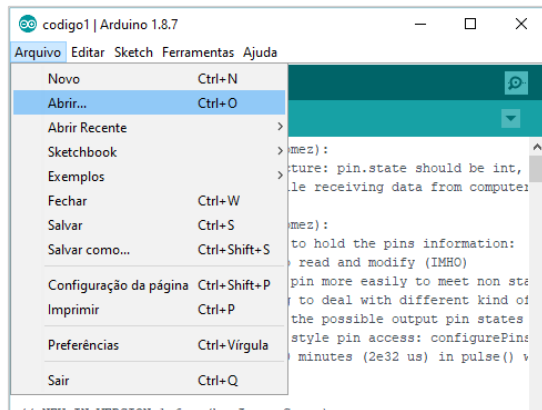 codigo1 | Arduino 1.8.7
Arquivo Editar Sketch Ferramentas Ajuda
Novo Ctrl+N
Abrir... Ctrl+O
Abrir Recente
Sketchbook
Exemplos
Fechar Ctrl+W
Salvar Ctrl+S
Salvar como... Ctrl+Shift+S
Configuração da página Ctrl+Shift+P
Imprimir Ctrl+P
Preferências Ctrl+Vírgula
Sair Ctrl+Q
mez):
ture: pin.state should be int,
le receiving data from computer
mez):
to hold the pins information:
read and modify (IMHO)
pin more easily to meet non sta
to deal with different kind of
the possible output pin states
style pin access: configurePins
minutes (2e32 us) in pulse() w